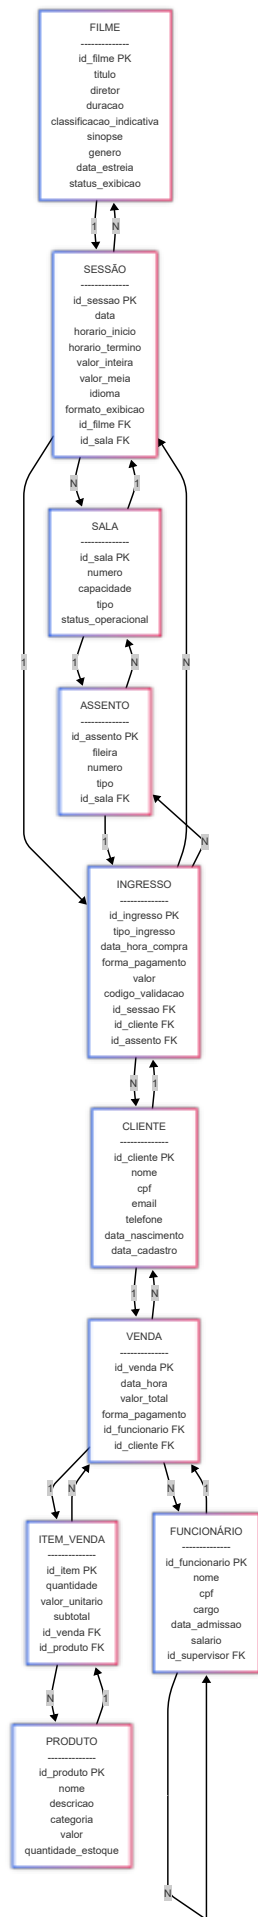 FILME
--------------
id_filme PK
titulo
diretor
duracao
classificacao_indicativa
sinopse
genero
data_estreia
status_exibicao
1
N
SESSÃO
--------------
id_sessao PK
data
horario_inicio
horario_termino
valor_inteira
valor_meia
idioma
formato_exibicao
id_filme FK
id_sala FK
N
1
SALA
--------------
id_sala PK
numero
capacidade
tipo
status_operacional
1
1
N
N
ASSENTO
--------------
id_assento PK
fileira
numero
tipo
id_sala FK
1
N
INGRESSO
--------------
id_ingresso PK
tipo_ingresso
data_hora_compra
forma_pagamento
valor
codigo_validacao
id_sessao FK
id_cliente FK
id_assento FK
N
1
CLIENTE
--------------
id_cliente PK
nome
cpf
email
telefone
data_nascimento
data_cadastro
1
N
VENDA
--------------
id_venda PK
data_hora
valor_total
forma_pagamento
id_funcionario FK
id_cliente FK
1
N
N
1
ITEM_VENDA
--------------
id_item PK
quantidade
valor_unitario
subtotal
id_venda FK
id_produto FK
FUNCIONÁRIO
--------------
id_funcionario PK
nome
cpf
cargo
data_admissao
salario
id_supervisor FK
N
1
PRODUTO
--------------
id_produto PK
nome
descricao
categoria
valor
quantidade_estoque
N